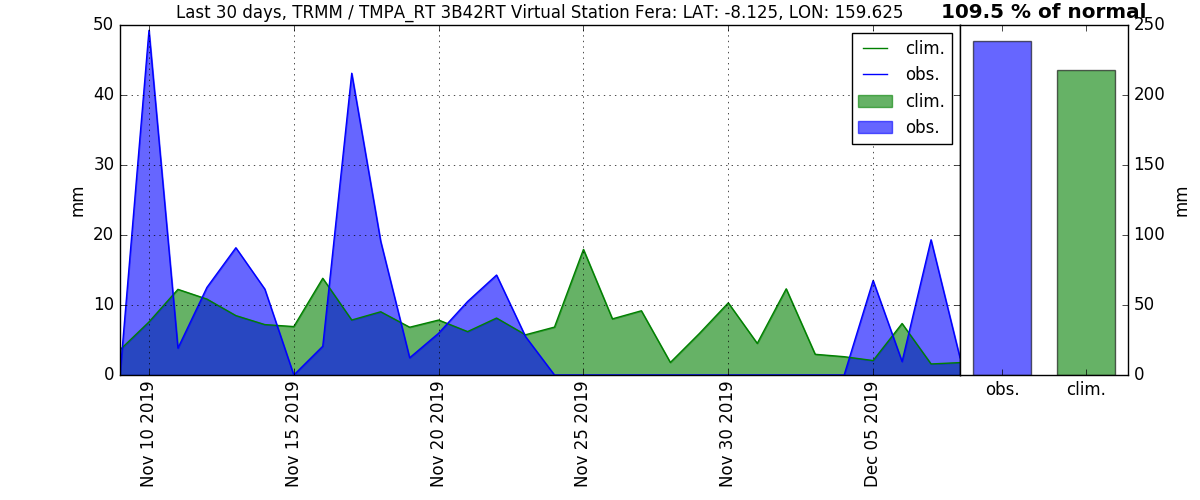 Last 30 days, TRMM / TMPA_RT 3B42RT Virtual Station Fera: LAT: -8.125, LON: 159.625
109.5 % of normal
50
40
30
20
10
0
mm
clim.
obs.
clim.
obs.
250
200
150
100
50
0
mm
Nov 10 2019
Nov 15 2019
Nov 20 2019
Nov 25 2019
Nov 30 2019
Dec 05 2019
obs.
clim.